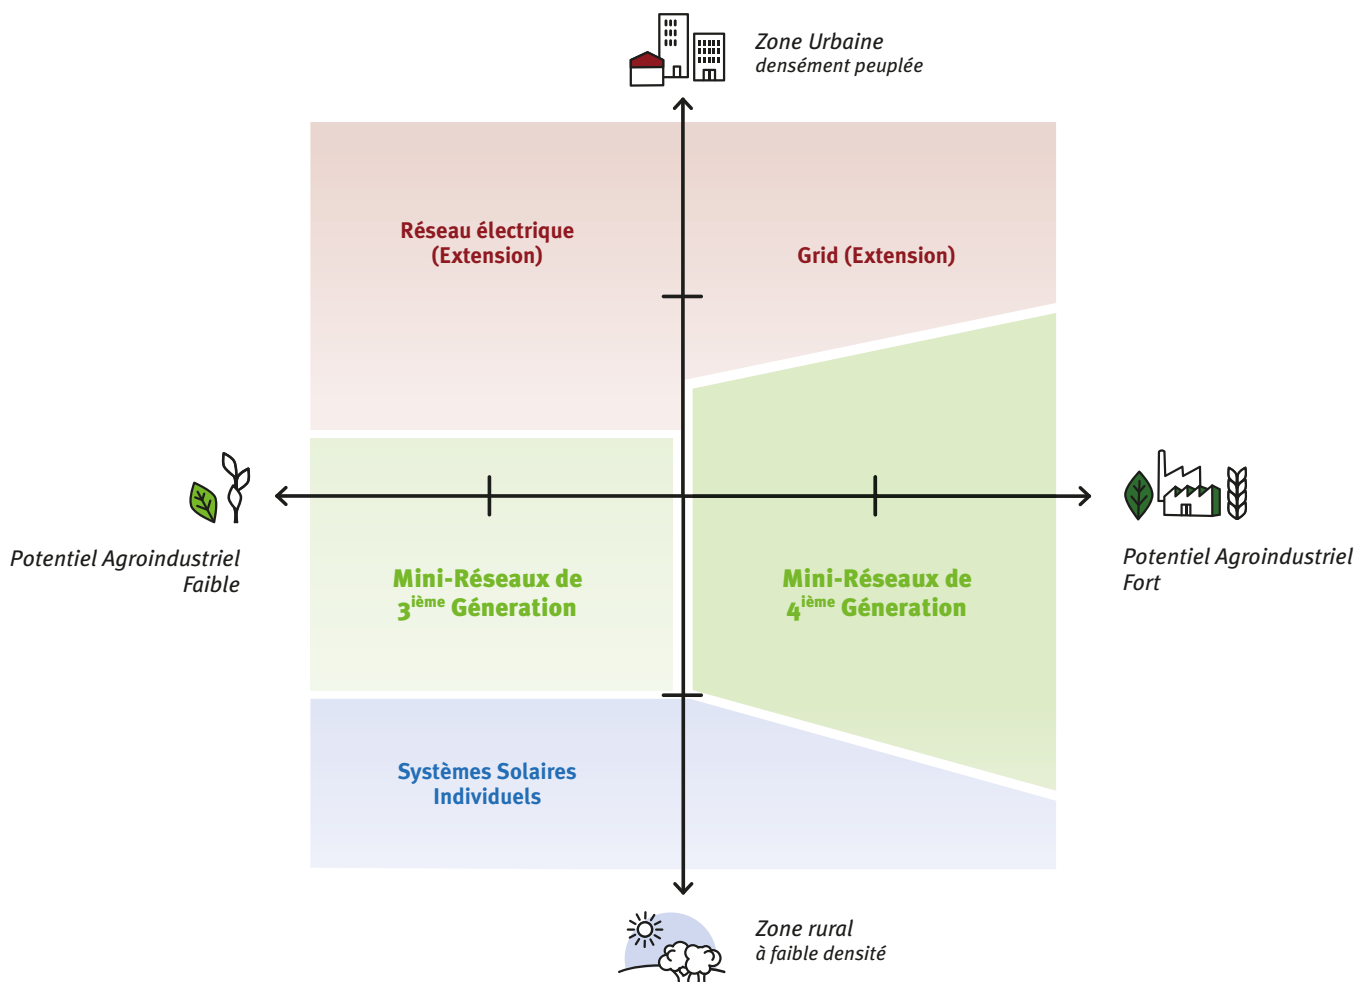 Zone Urbaine
densément peuplée
Réseau électrique
(Extension)
Grid (Extension)
Potentiel Agroindustriel
Faible
Potentiel Agroindustriel
Fort
Mini-Réseaux de
3ième Géneration
Mini-Réseaux de
4ième Géneration
Systèmes Solaires
Individuels
Zone rural
à faible densité